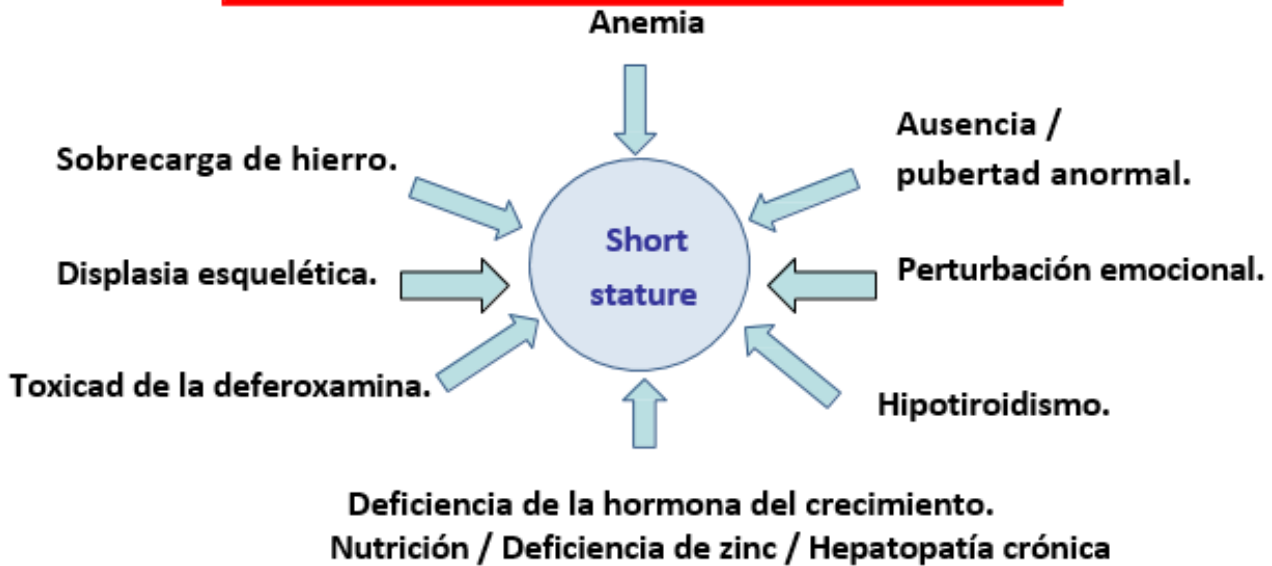 Anemia
Ausencia /
pubertad anormal.
Sobrecarga de hierro.
Short
stature
Displasia esquelética.
Perturbación emocional.
Toxicad de la deferoxamina.
Hipotiroidismo.
Deficiencia de la hormona del crecimiento.
Nutrición / Deficiencia de zinc / Hepatopatía crónica